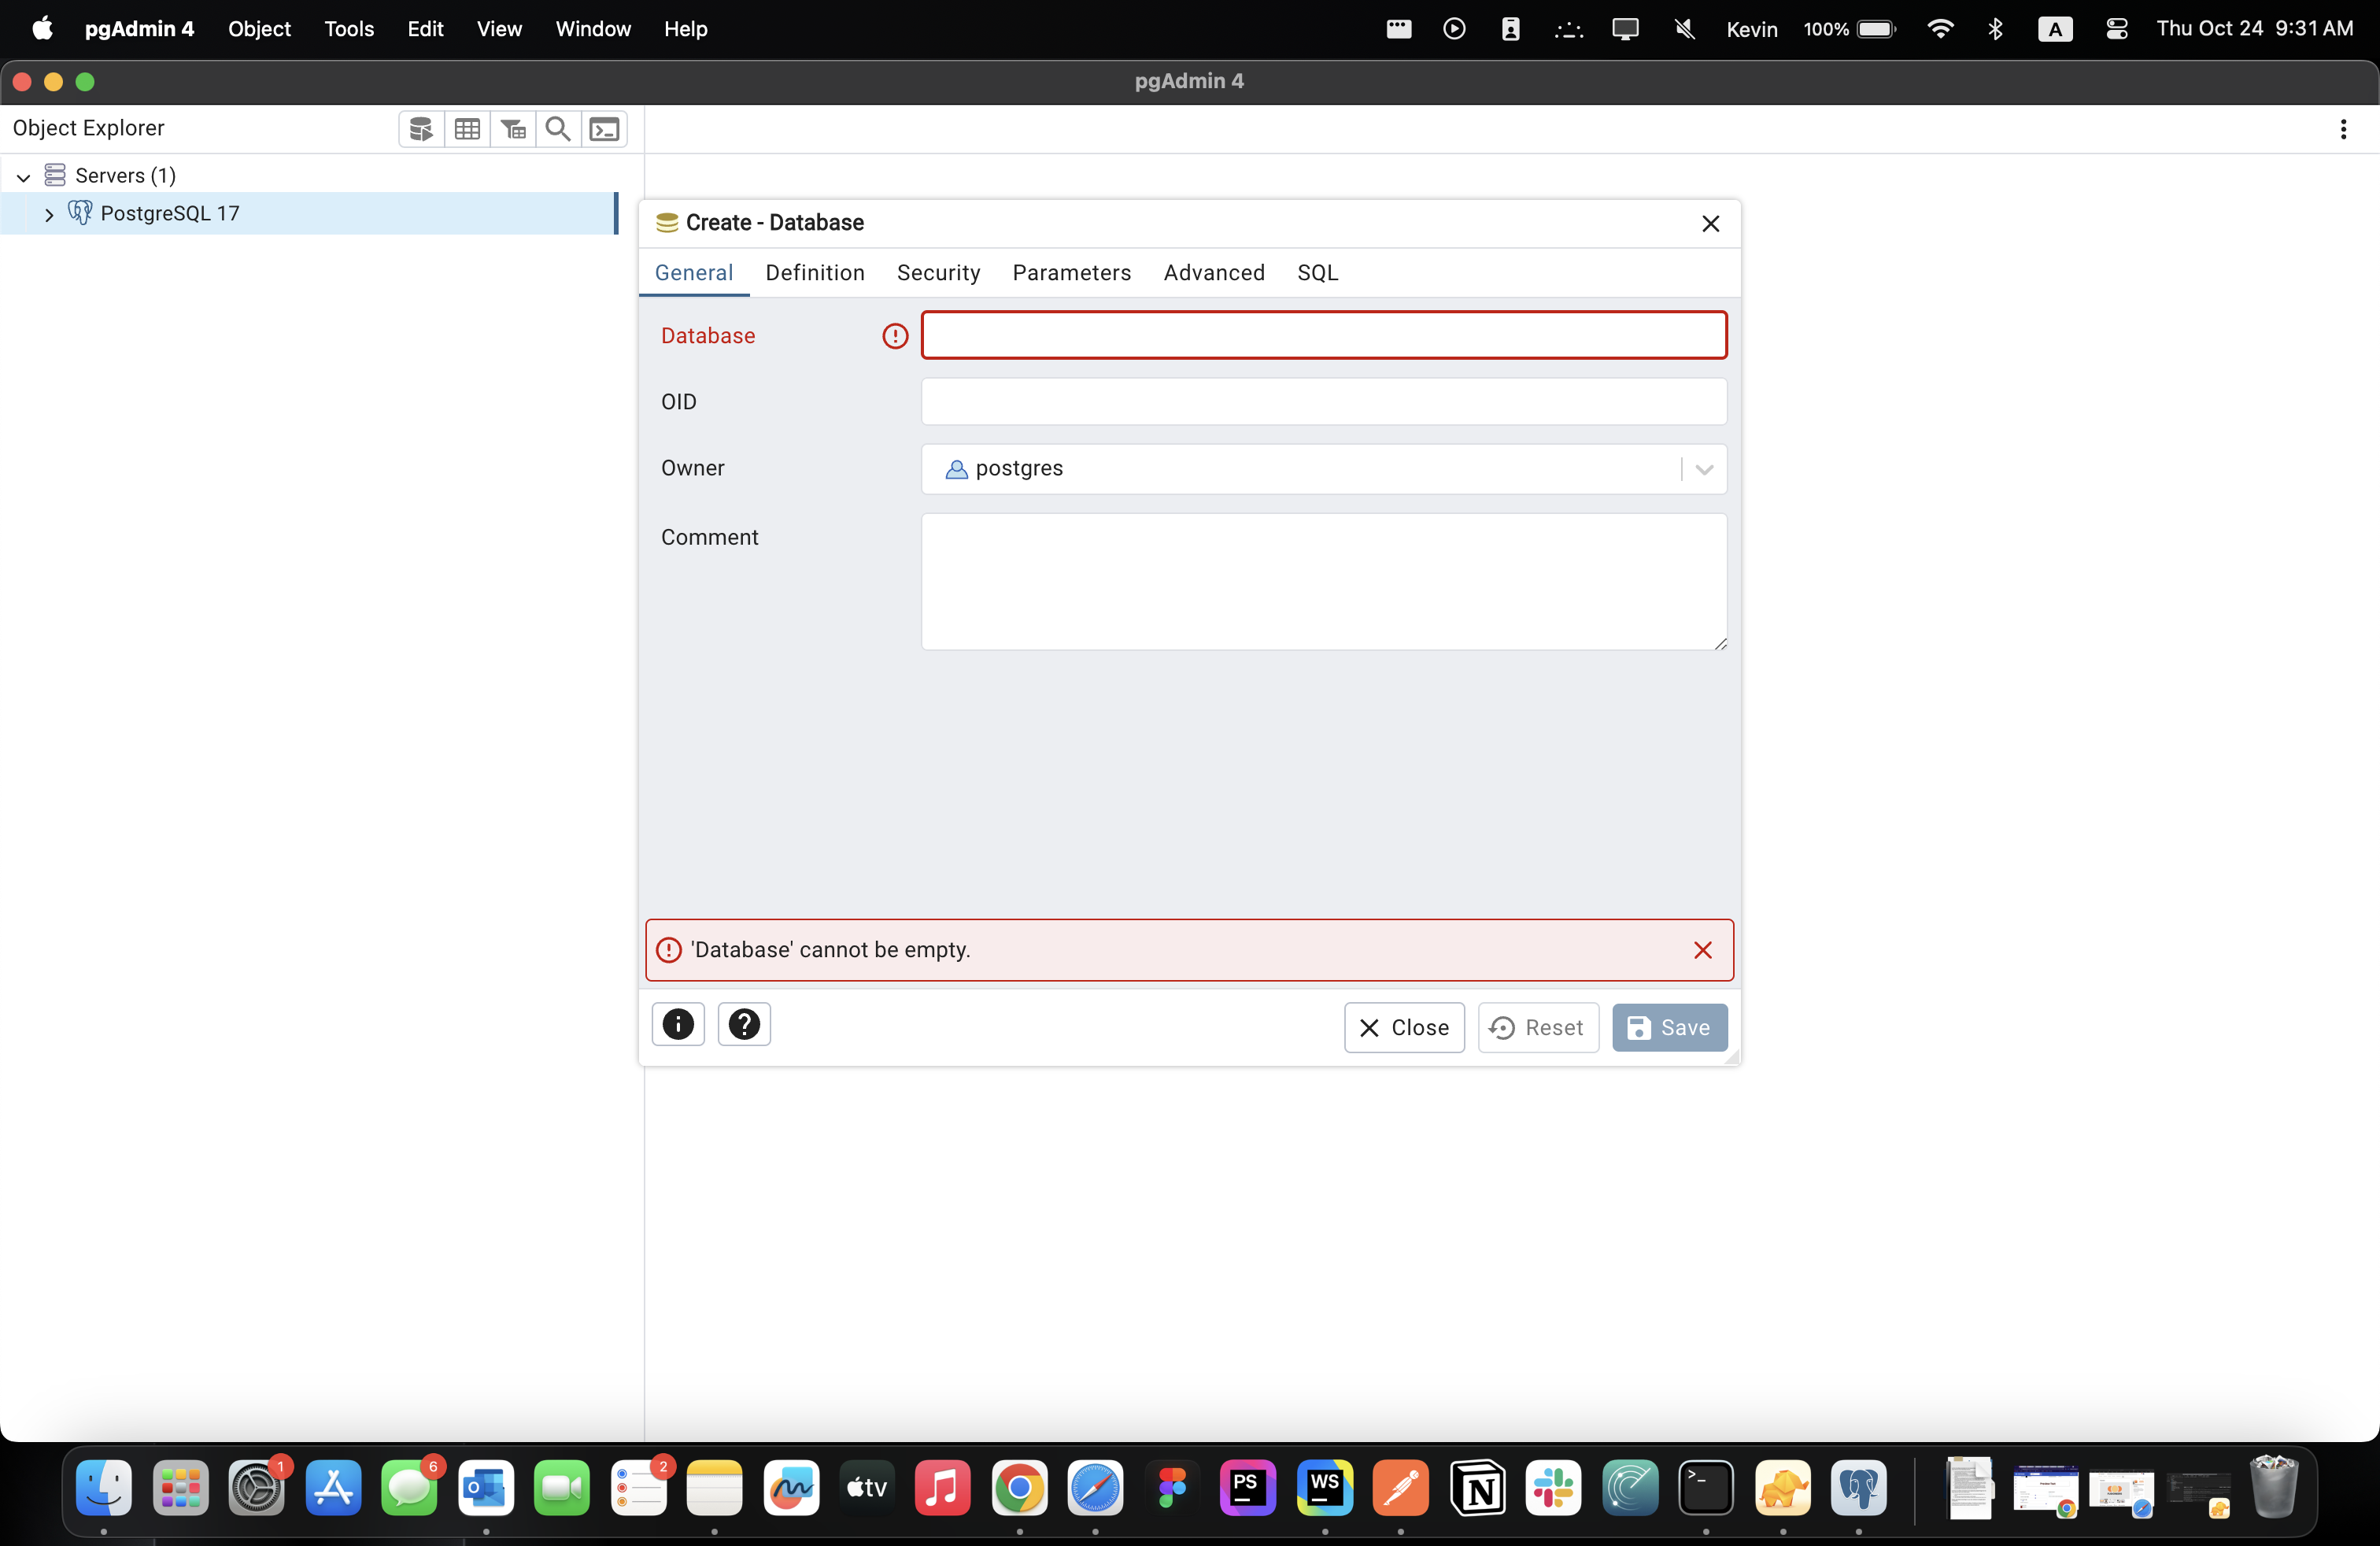 pgAdmin 4 Object Tools Edit View Window Help Kevin 100% A Thu Oct 24 9:31 AM
pgAdmin 4
Object Explorer
Servers (1)
PostgreSQL 17
Create - Database
General Definition Security Parameters Advanced SQL
Database
OID
Owner postgres
Comment
'Database' cannot be empty.
Close Reset Save
1 6 2
tv PS WS N